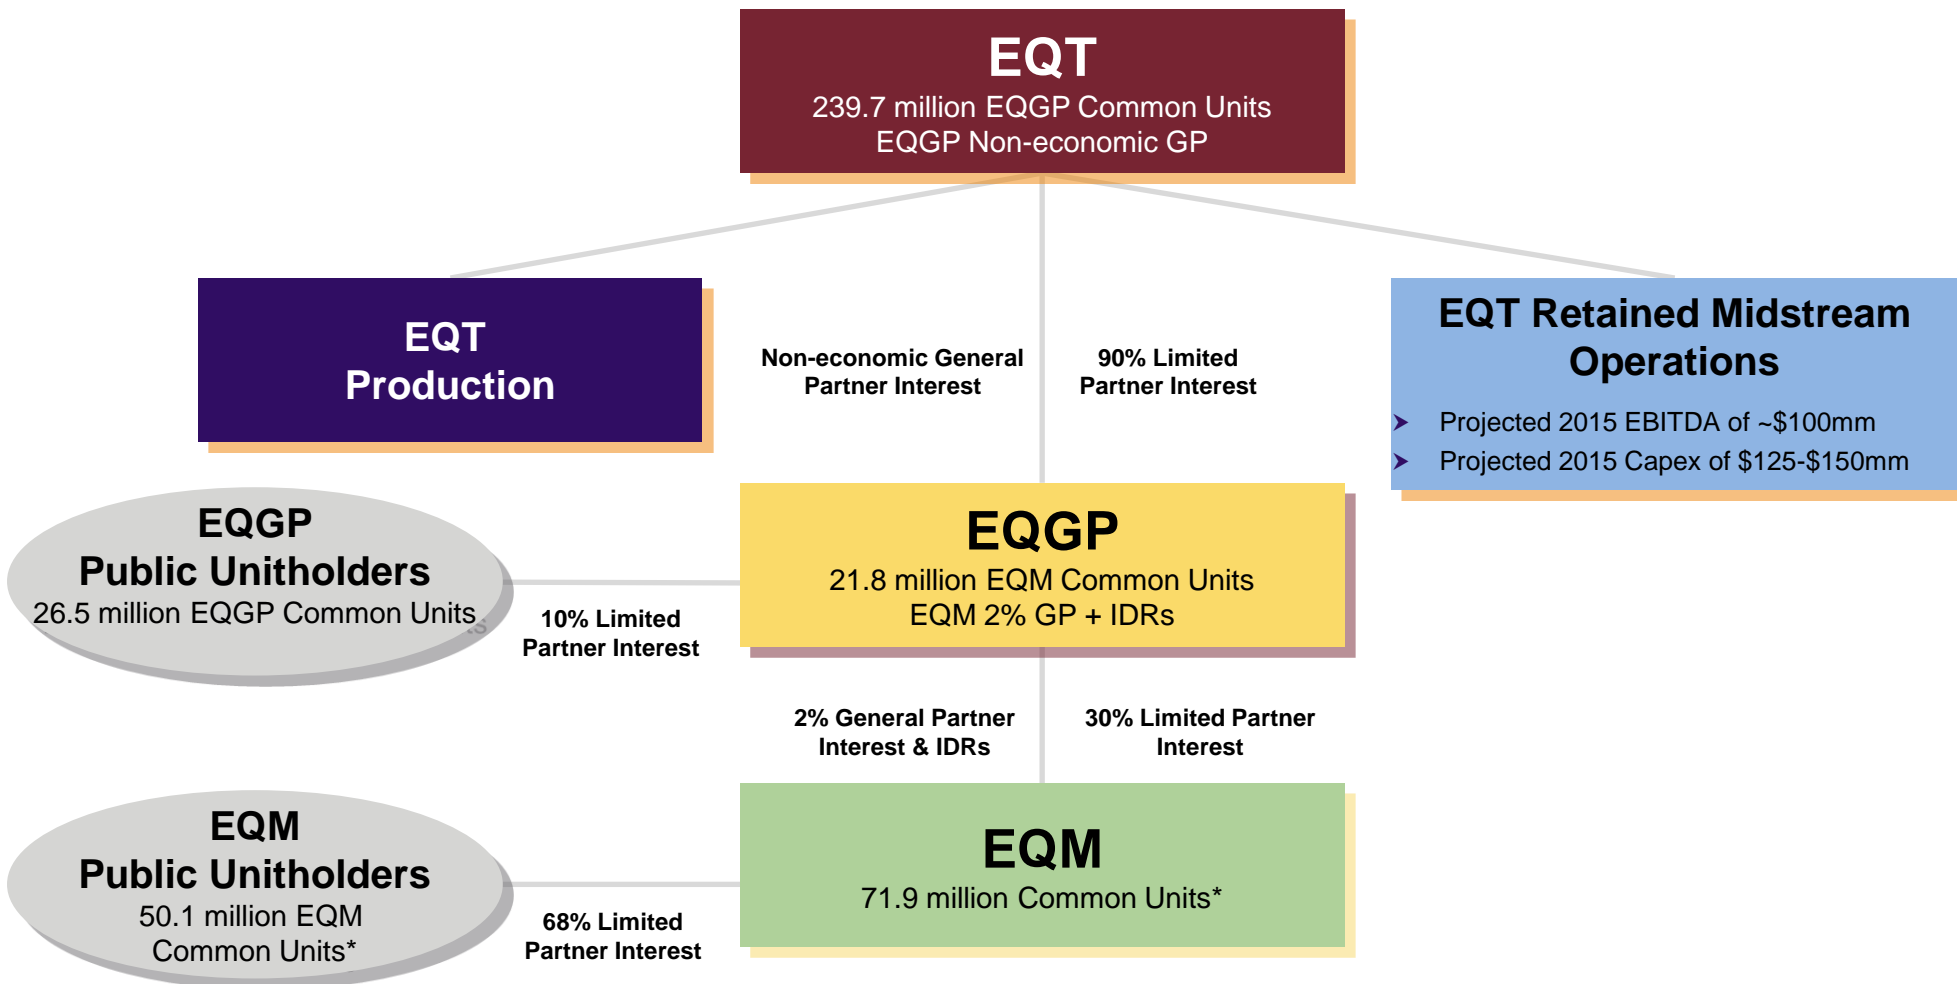 EQT
239.7 million EQGP Common Units
EQGP Non-economic GP
EQT
Production
Non-economic General
Partner Interest
90% Limited
Partner Interest
EQT Retained Midstream
Operations
➤ Projected 2015 EBITDA of ~$100mm
➤ Projected 2015 Capex of $125-$150mm
EQGP
Public Unitholders
26.5 million EQGP Common Units
10% Limited
Partner Interest
EQGP
21.8 million EQM Common Units
EQM 2% GP + IDRs
2% General Partner
Interest & IDRs
30% Limited Partner
Interest
EQM
Public Unitholders
50.1 million EQM
Common Units*
68% Limited
Partner Interest
EQM
71.9 million Common Units*